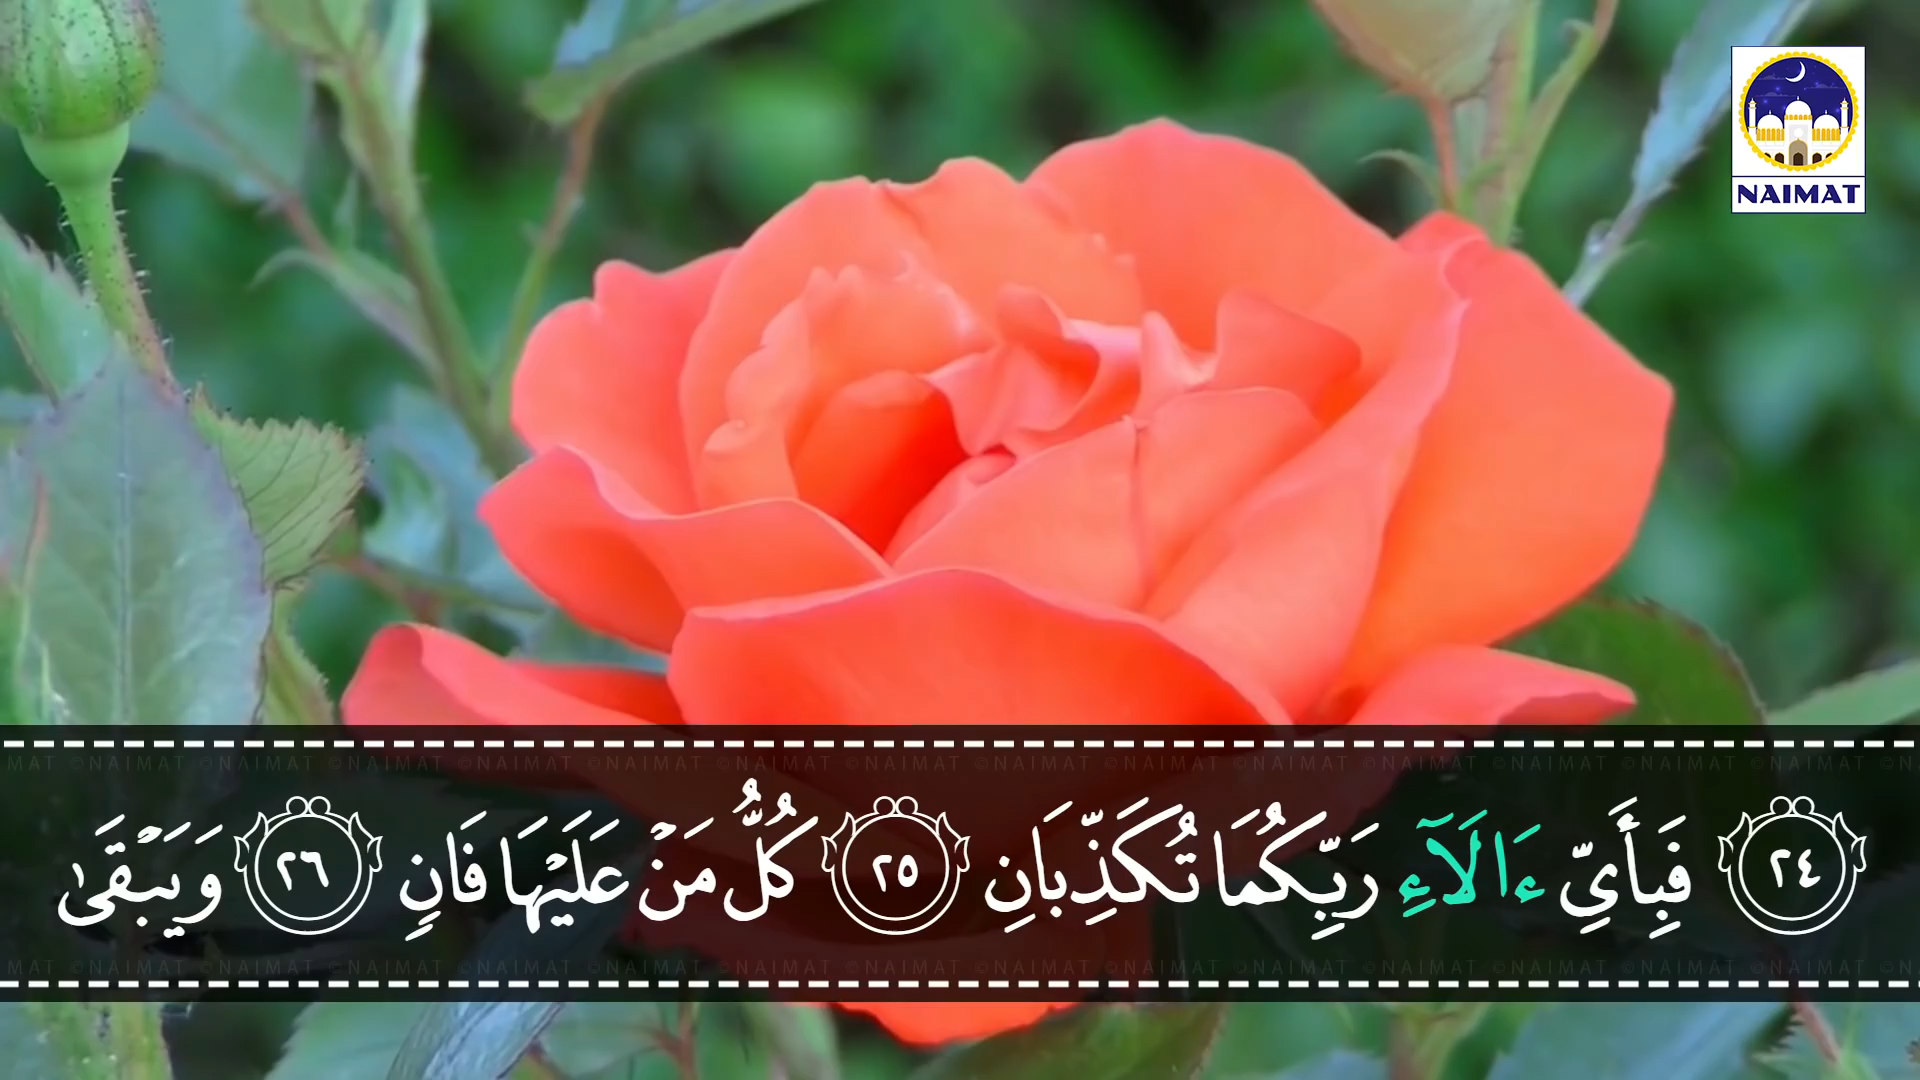 NAIMAT
٢٤ فَبِأَيِّ ءَالَآءِ رَبِّكُمَا تُكَذِّبَانِ ٢٥ كُلُّ مَنْ عَلَيْهَا فَانٍ ٢٦ وَيَبْقَىٰ